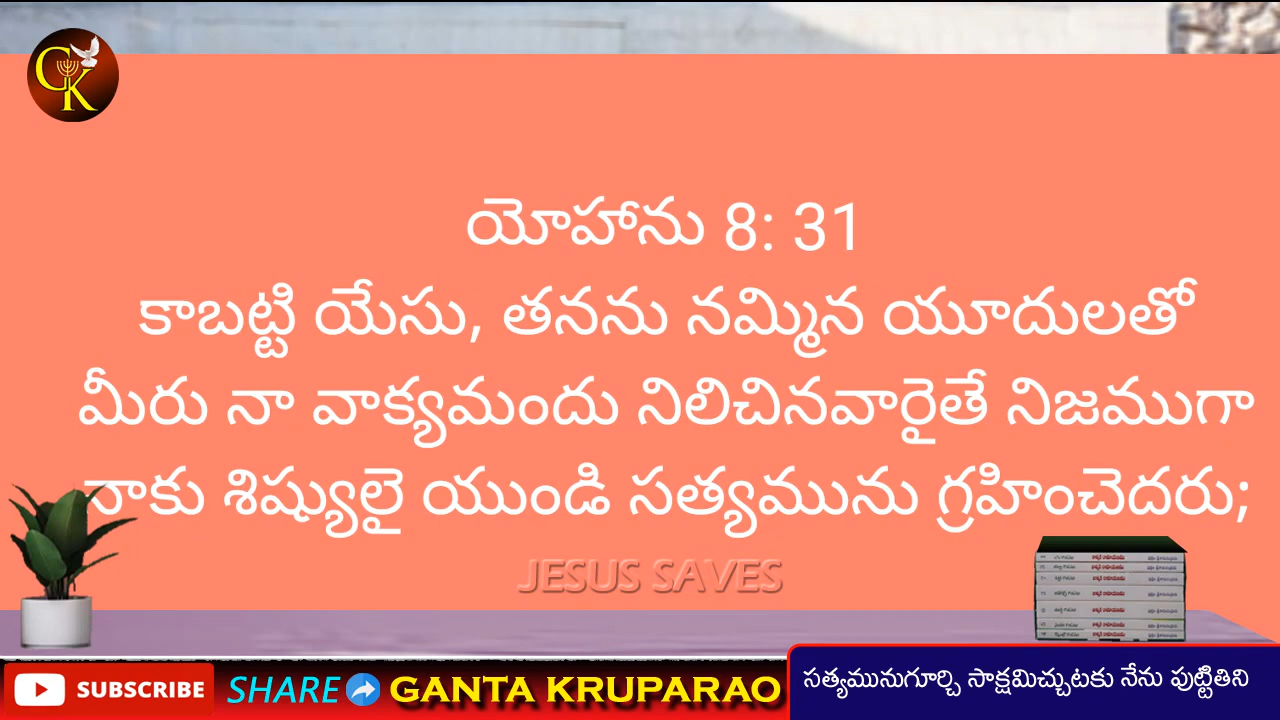 GK
యోహాను 8: 31
కాబట్టి యేసు, తనను నమ్మిన యూదులతో
మీరు నా వాక్యమందు నిలిచినవారైతే నిజముగా
నాకు శిష్యులై యుండి సత్యమును గ్రహించెదరు;
JESUS SAVES
SUBSCRIBE SHARE GANTA KRUPARAO
సత్యమునుగూర్చి సాక్షమిచ్చుటకు నేను పుట్టితిని